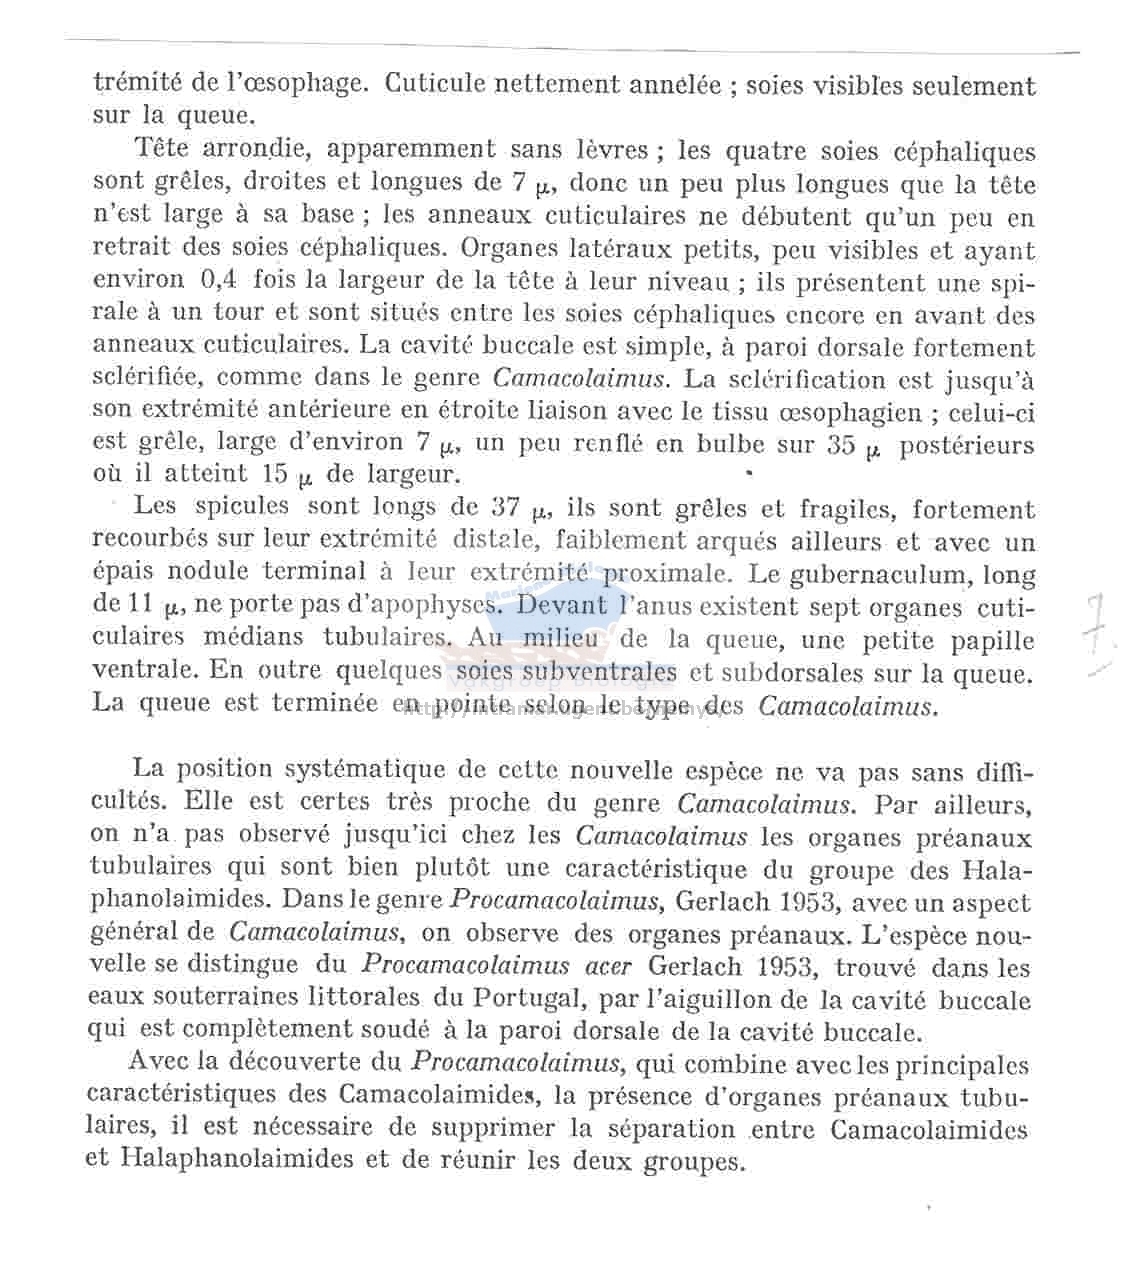 trémité de l'œsophage. Cuticule nettement annelée ; soies visibles seulement
sur la queue.
Tête arrondie, apparemment sans lèvres ; les quatre soies céphaliques
sont grêles, droites et longues de 7 μ, donc un peu plus longues que la tête
n'est large à sa base ; les anneaux cuticulaires ne débutent qu'un peu en
retrait des soies céphaliques. Organes latéraux petits, peu visibles et ayant
environ 0,4 fois la largeur de la tête à leur niveau ; ils présentent une spi-
rale à un tour et sont situés entre les soies céphaliques encore en avant des
anneaux cuticulaires. La cavité buccale est simple, à paroi dorsale fortement
sclérifiée, comme dans le genre Camacolaimus. La sclérification est jusqu'à
son extrémité antérieure en étroite liaison avec le tissu œsophagien ; celui-ci
est grêle, large d'environ 7 μ, un peu renflé en bulbe sur 35 μ postérieurs
où il atteint 15 μ de largeur.
Les spicules sont longs de 37 μ, ils sont grêles et fragiles, fortement
recourbés sur leur extrémité distale, faiblement arqués ailleurs et avec un
épais nodule terminal à leur extrémité proximale. Le gubernaculum, long
de 11 μ, ne porte pas d'apophyses. Devant l'anus existent sept organes cuti-
culaires médians tubulaires. Au milieu de la queue, une petite papille
ventrale. En outre quelques soies subventrales et subdorsales sur la queue.
La queue est terminée en pointe selon le type des Camacolaimus.
La position systématique de cette nouvelle espèce ne va pas sans diffi-
cultés. Elle est certes très proche du genre Camacolaimus. Par ailleurs,
on n'a pas observé jusqu'ici chez les Camacolaimus les organes préanaux
tubulaires qui sont bien plutôt une caractéristique du groupe des Hala-
phanolaimides. Dans le genre Procamacolaimus, Gerlach 1953, avec un aspect
général de Camacolaimus, on observe des organes préanaux. L'espèce nou-
velle se distingue du Procamacolaimus acer Gerlach 1953, trouvé dans les
eaux souterraines littorales du Portugal, par l'aiguillon de la cavité buccale
qui est complètement soudé à la paroi dorsale de la cavité buccale.
Avec la découverte du Procamacolaimus, qui combine avec les principales
caractéristiques des Camacolaimides, la présence d'organes préanaux tubu-
laires, il est nécessaire de supprimer la séparation entre Camacolaimides
et Halaphanolaimides et de réunir les deux groupes.